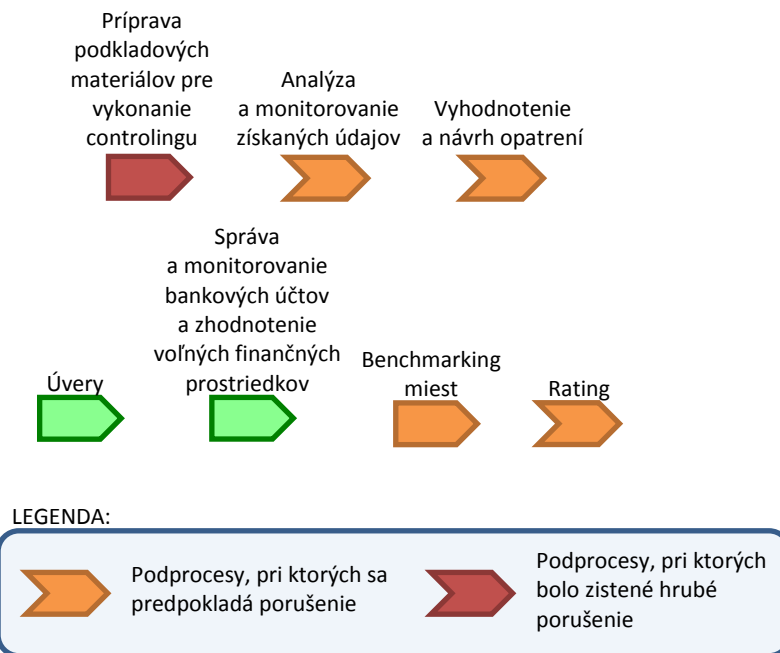 Príprava
podkladových
materiálov pre
vykonanie
controlingu
Analýza
a monitorovanie
získaných údajov
Vyhodnotenie
a návrh opatrení
Úvery
Správa
a monitorovanie
bankových účtov
a zhodnotenie
voľných finančných
prostriedkov
Benchmarking
miest
Rating
LEGENDA:
Podprocesy, pri ktorých sa
predpokladá porušenie
Podprocesy, pri ktorých
bolo zistené hrubé
porušenie